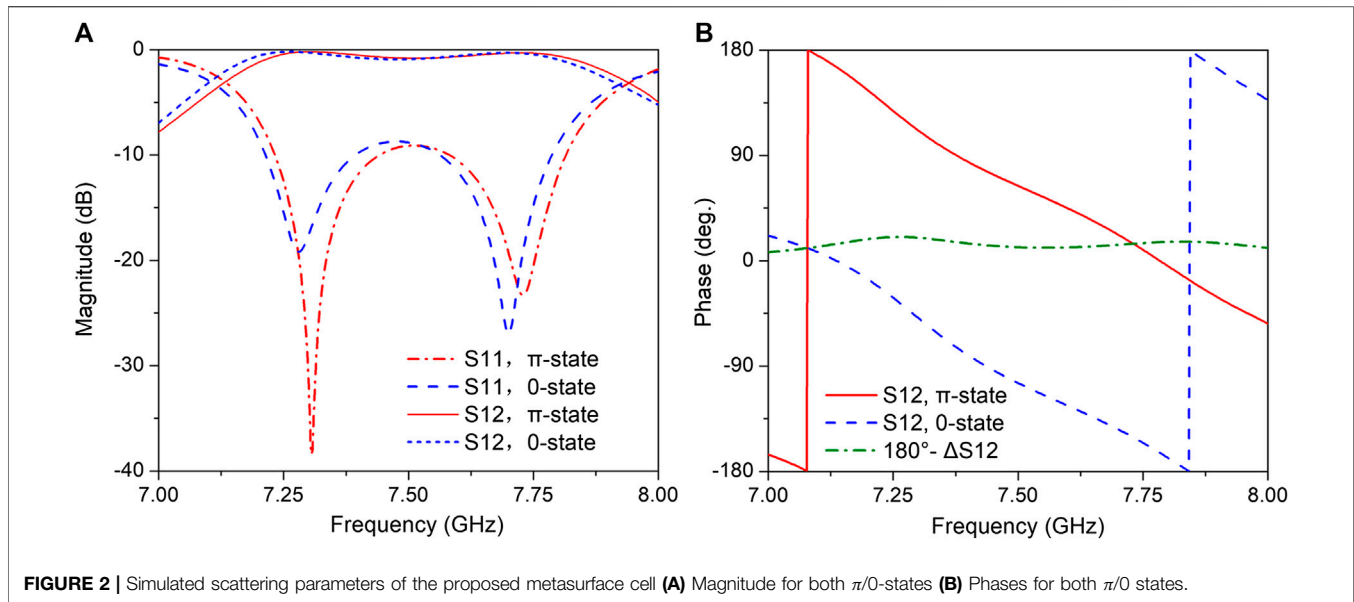 A
0
-10
-20
-30
-40
Magnitude (dB)
S11, π-state
S11, 0-state
S12, π-state
S12, 0-state
7.00
7.25
7.50
7.75
8.00
Frequency (GHz)
B
180
90
0
-90
-180
Phase (deg.)
S12, π-state
S12, 0-state
180°- ΔS12
7.00
7.25
7.50
7.75
8.00
Frequency (GHz)
FIGURE 2 | Simulated scattering parameters of the proposed metasurface cell (A) Magnitude for both π/0-states (B) Phases for both π/0 states.